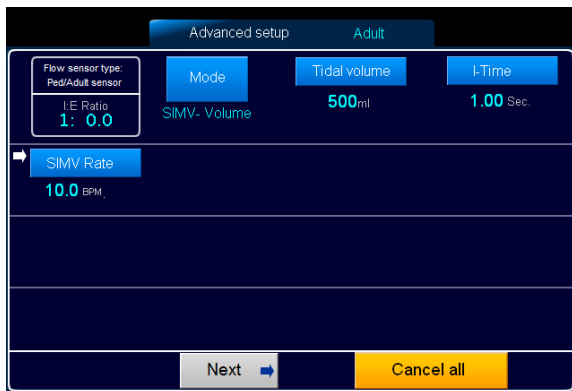 Advanced setup Adult
Flow sensor type:
Ped/Adult sensor
I:E Ratio
1: 0.0
Mode
SIMV- Volume
Tidal volume
500ml
I-Time
1.00 Sec.
SIMV Rate
10.0 BPM
Next
Cancel all